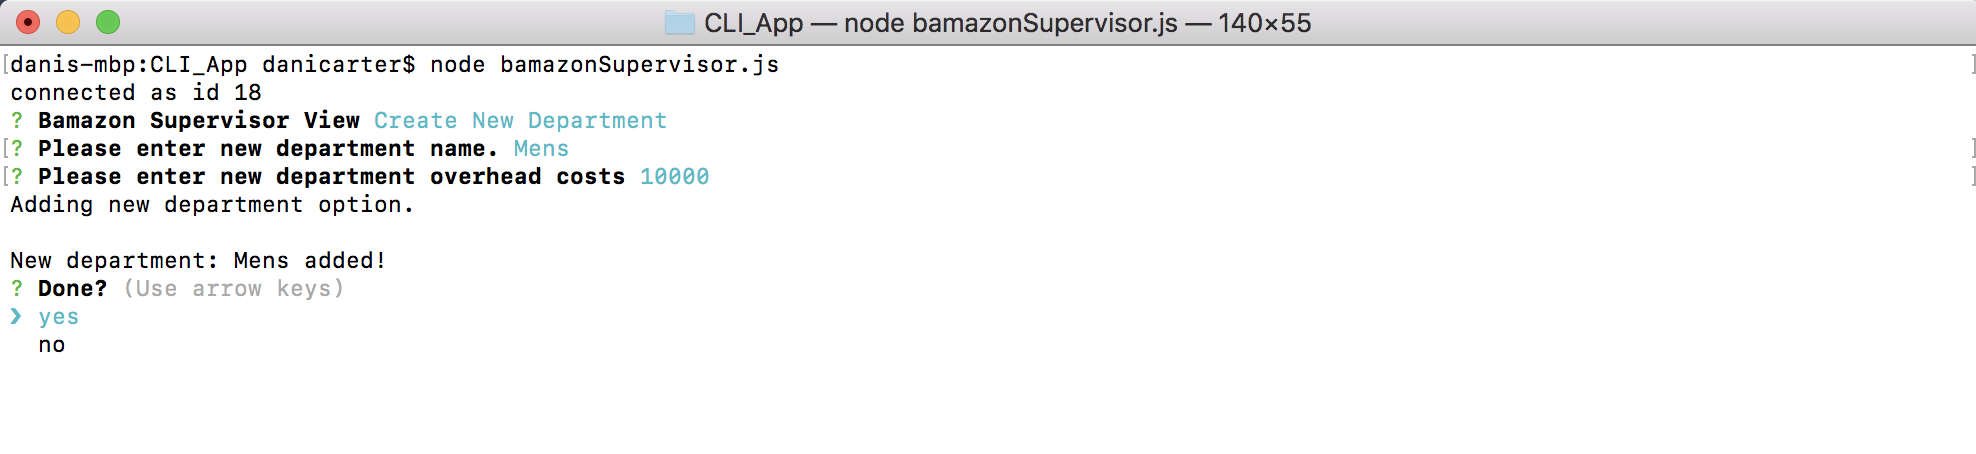 CLI_App — node bamazonSupervisor.js — 140×55
[danis-mbp:CLI_App danicarter$ node bamazonSupervisor.js ]
connected as id 18
? Bamazon Supervisor View Create New Department
[? Please enter new department name. Mens ]
[? Please enter new department overhead costs 10000 ]
Adding new department option.
New department: Mens added!
? Done? (Use arrow keys)
❯ yes
no